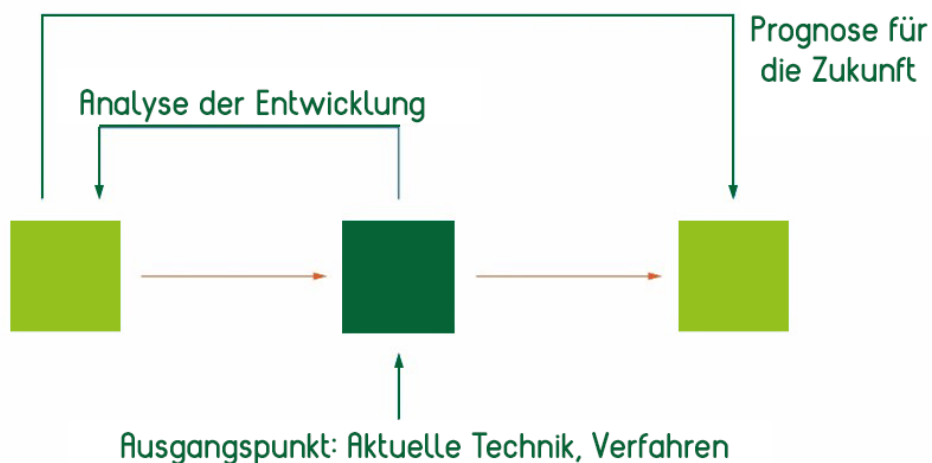 Prognose für
die Zukunft
Analyse der Entwicklung
Ausgangspunkt: Aktuelle Technik, Verfahren